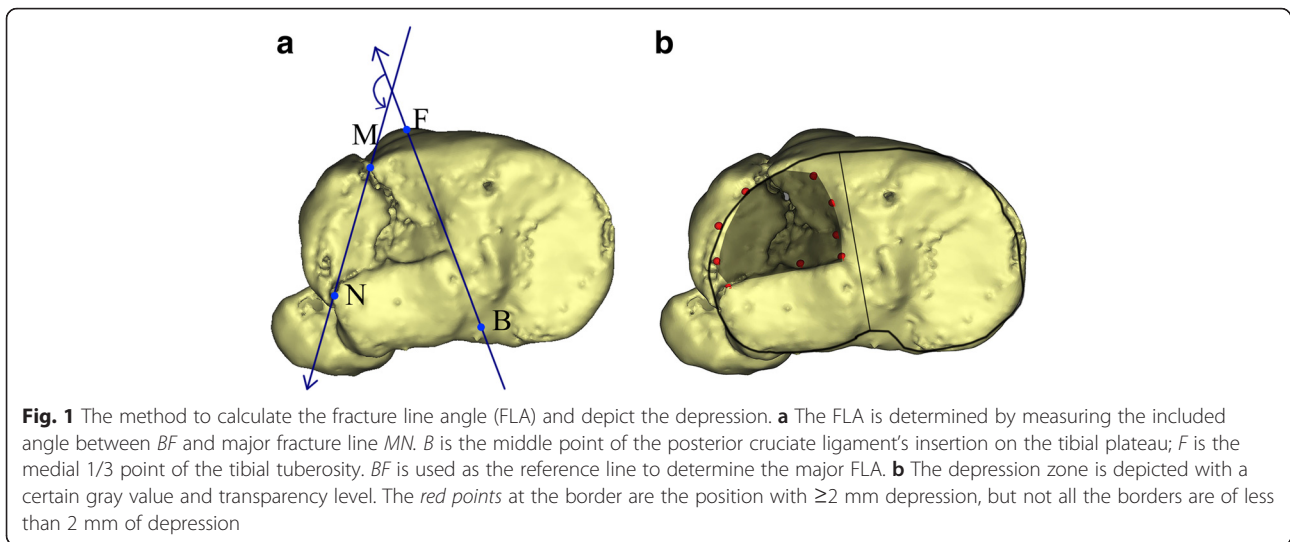 a
b
F
M
N
B
Fig. 1 The method to calculate the fracture line angle (FLA) and depict the depression. a The FLA is determined by measuring the included
angle between BF and major fracture line MN. B is the middle point of the posterior cruciate ligament's insertion on the tibial plateau; F is the
medial 1/3 point of the tibial tuberosity. BF is used as the reference line to determine the major FLA. b The depression zone is depicted with a
certain gray value and transparency level. The red points at the border are the position with ≥2 mm depression, but not all the borders are of less
than 2 mm of depression